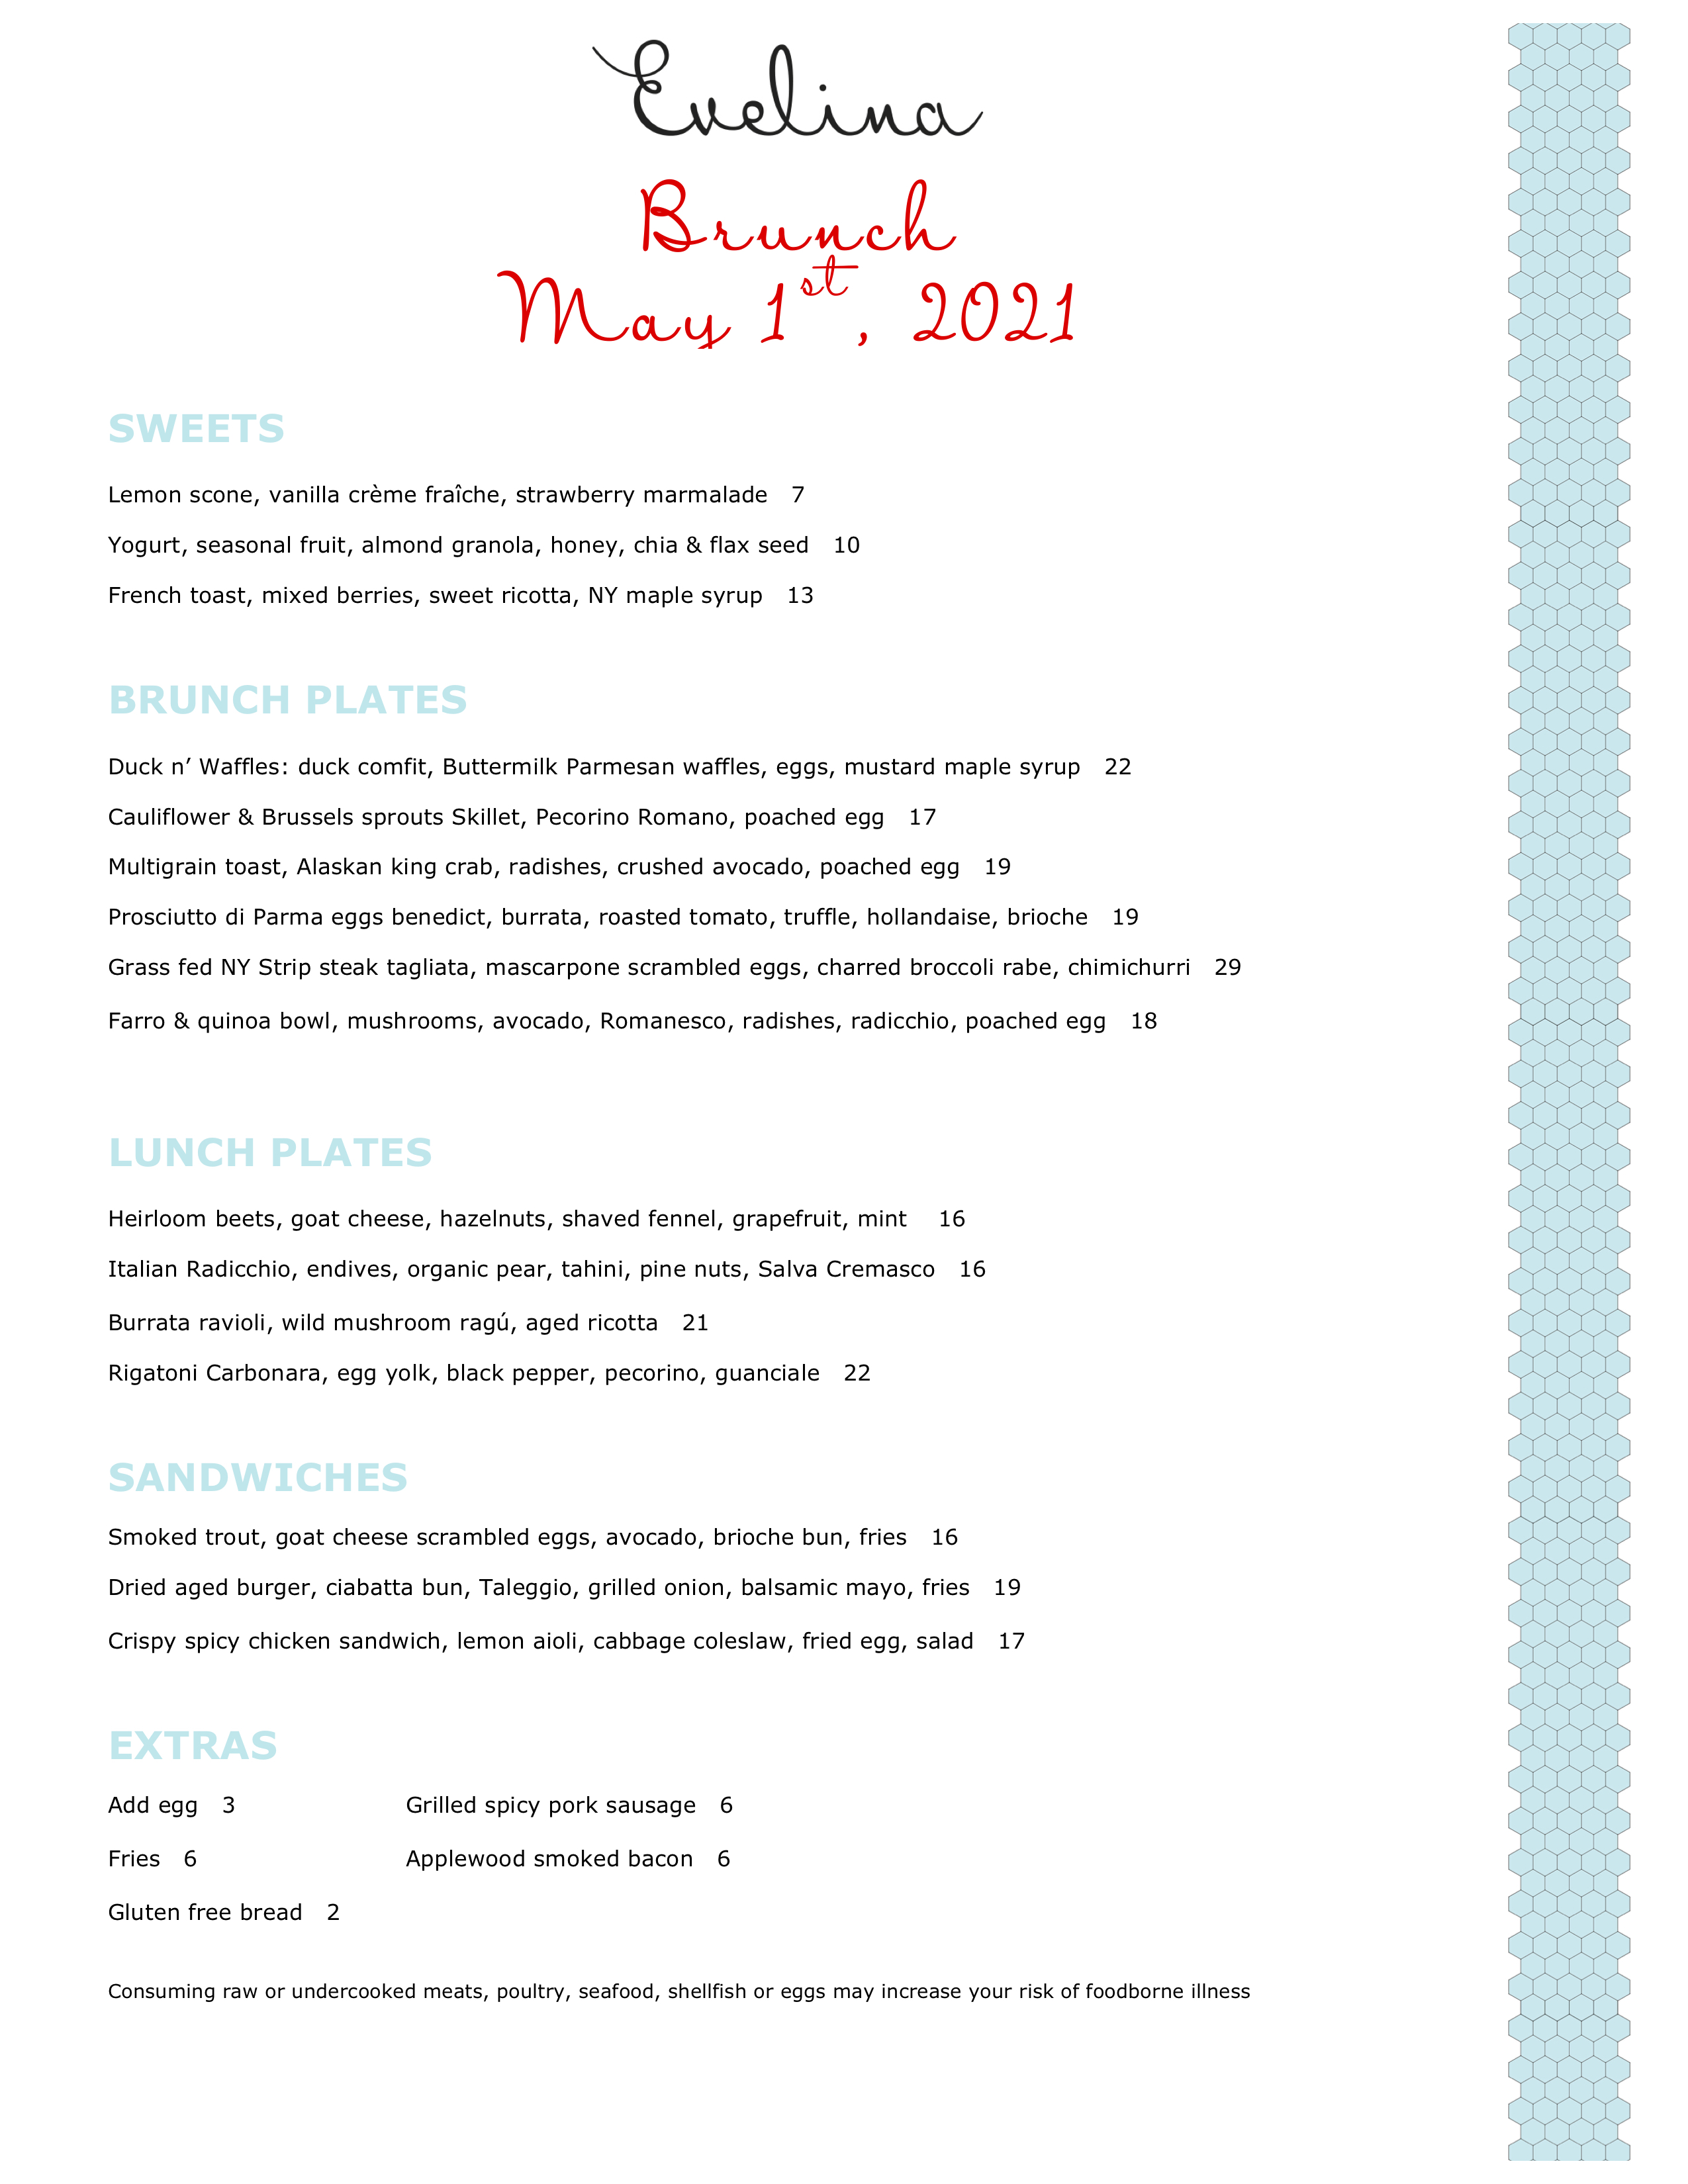 Evelina
Brunch
May 1st, 2021
SWEETS
Lemon scone, vanilla crème fraîche, strawberry marmalade 7
Yogurt, seasonal fruit, almond granola, honey, chia & flax seed 10
French toast, mixed berries, sweet ricotta, NY maple syrup 13
BRUNCH PLATES
Duck n’ Waffles: duck comfit, Buttermilk Parmesan waffles, eggs, mustard maple syrup 22
Cauliflower & Brussels sprouts Skillet, Pecorino Romano, poached egg 17
Multigrain toast, Alaskan king crab, radishes, crushed avocado, poached egg 19
Prosciutto di Parma eggs benedict, burrata, roasted tomato, truffle, hollandaise, brioche 19
Grass fed NY Strip steak tagliata, mascarpone scrambled eggs, charred broccoli rabe, chimichurri 29
Farro & quinoa bowl, mushrooms, avocado, Romanesco, radishes, radicchio, poached egg 18
LUNCH PLATES
Heirloom beets, goat cheese, hazelnuts, shaved fennel, grapefruit, mint 16
Italian Radicchio, endives, organic pear, tahini, pine nuts, Salva Cremasco 16
Burrata ravioli, wild mushroom ragú, aged ricotta 21
Rigatoni Carbonara, egg yolk, black pepper, pecorino, guanciale 22
SANDWICHES
Smoked trout, goat cheese scrambled eggs, avocado, brioche bun, fries 16
Dried aged burger, ciabatta bun, Taleggio, grilled onion, balsamic mayo, fries 19
Crispy spicy chicken sandwich, lemon aioli, cabbage coleslaw, fried egg, salad 17
EXTRAS
Add egg 3 Grilled spicy pork sausage 6
Fries 6 Applewood smoked bacon 6
Gluten free bread 2
Consuming raw or undercooked meats, poultry, seafood, shellfish or eggs may increase your risk of foodborne illness